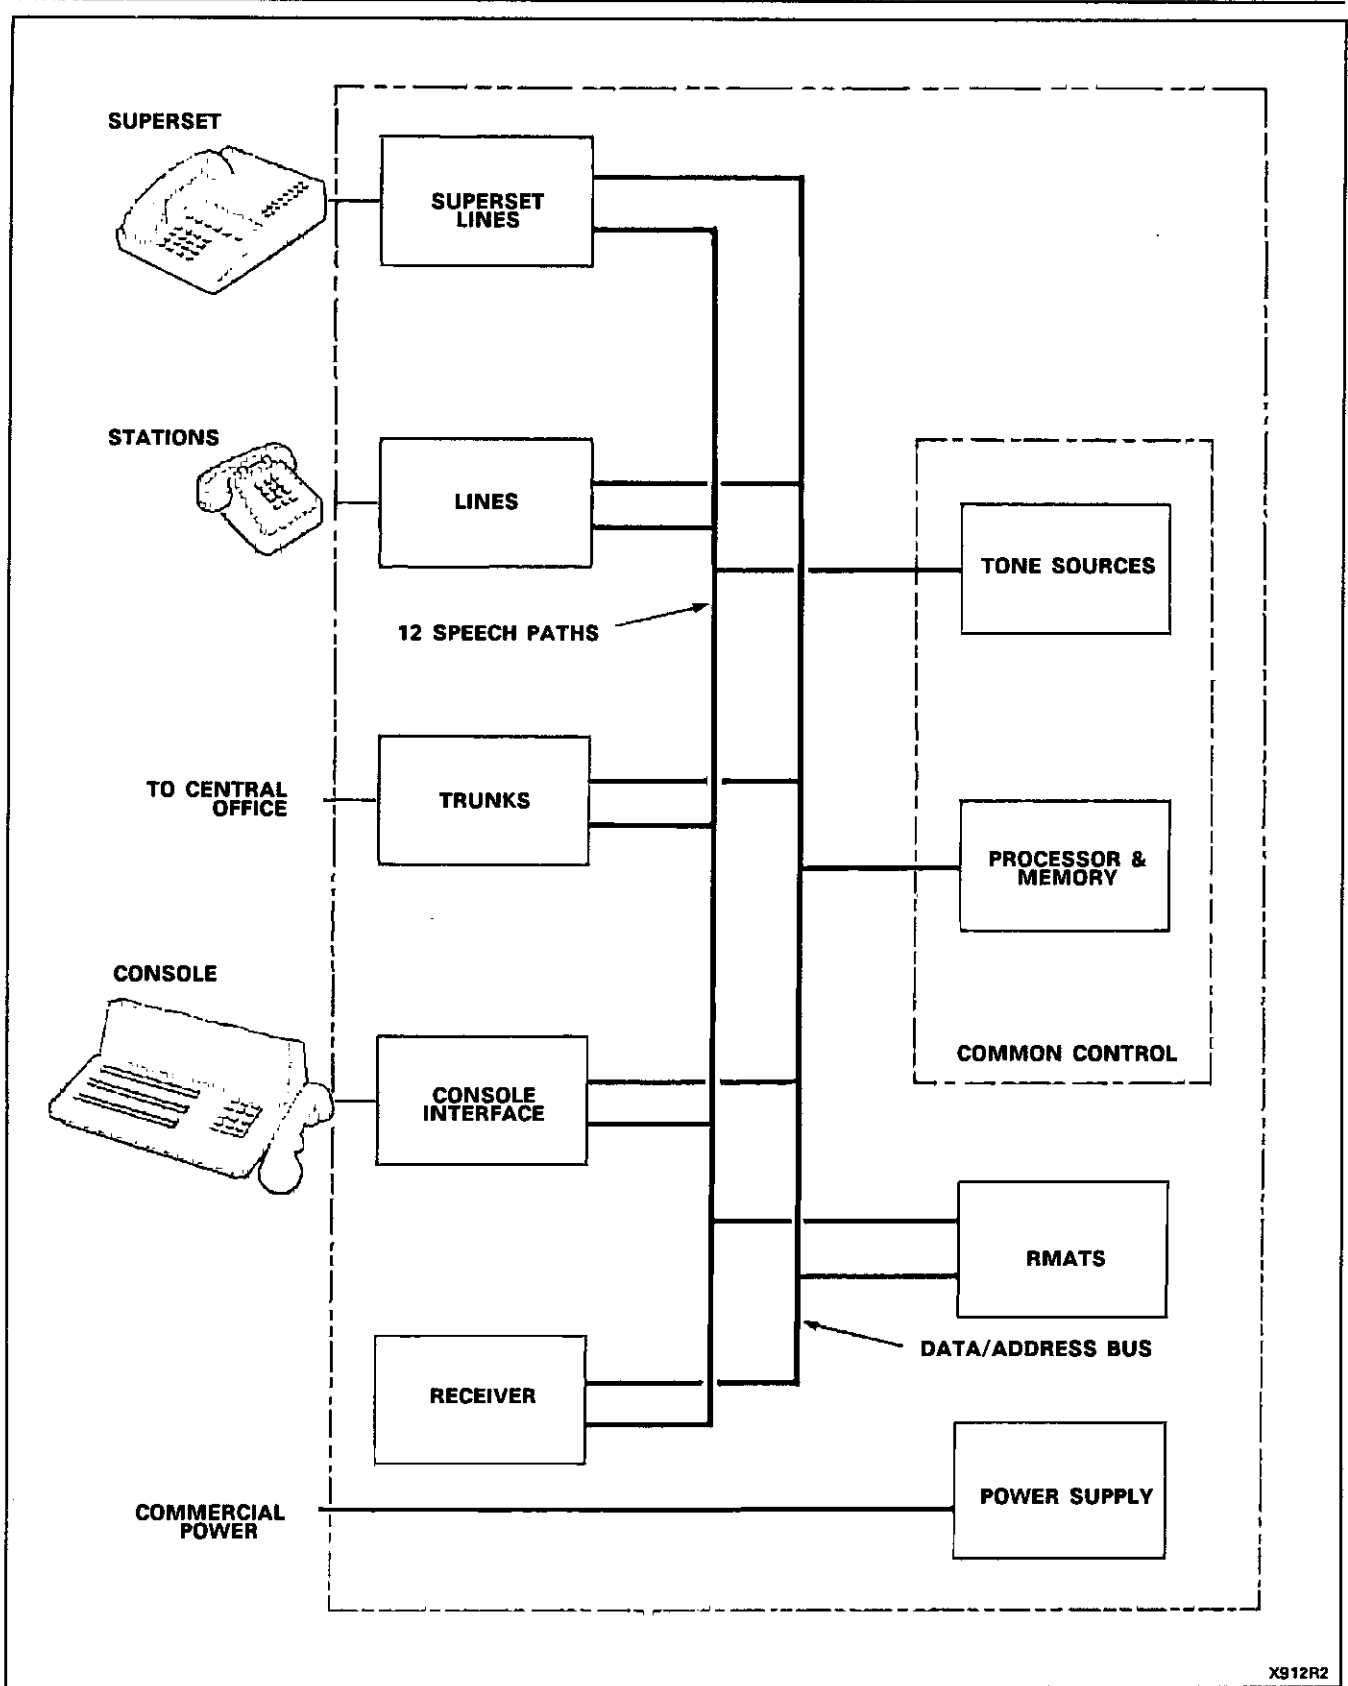 SUPERSET
SUPERSET
LINES
STATIONS
LINES
TONE SOURCES
12 SPEECH PATHS
TO CENTRAL
OFFICE
TRUNKS
PROCESSOR &
MEMORY
CONSOLE
COMMON CONTROL
CONSOLE
INTERFACE
RMATS
DATA/ADDRESS BUS
RECEIVER
POWER SUPPLY
COMMERCIAL
POWER
X912R2